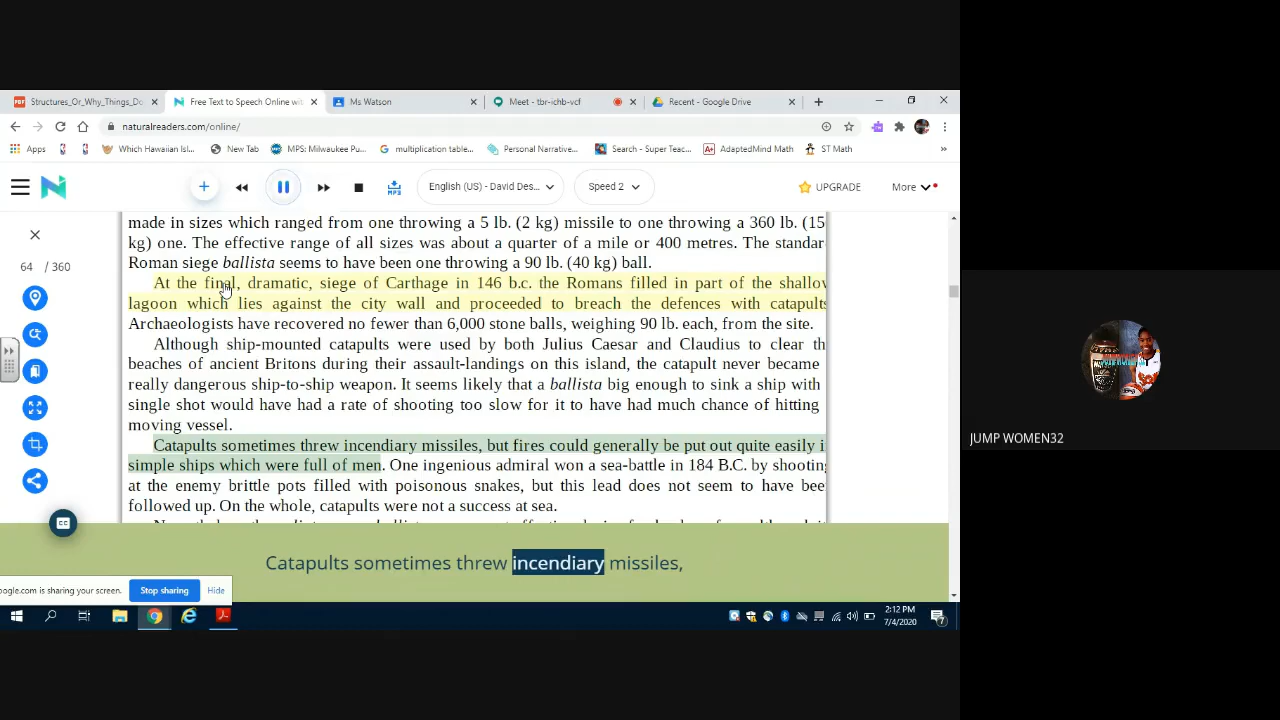 Structures_Or_Why_Things_Do
Free Text to Speech Online wit
Ms Watson
Meet - tbr-ichb-vcf
Recent - Google Drive
naturalreaders.com/online/
Apps
Which Hawaiian Isl...
New Tab
MPS: Milwaukee Pu...
multiplication table...
Personal Narrative...
Search - Super Teac...
AdaptedMind Math
ST Math
»
MP3
English (US) - David Des...
Speed 2
UPGRADE
More
64 / 360
made in sizes which ranged from one throwing a 5 lb. (2 kg) missile to one throwing a 360 lb. (15
kg) one. The effective range of all sizes was about a quarter of a mile or 400 metres. The standar
Roman siege ballista seems to have been one throwing a 90 lb. (40 kg) ball.
At the final, dramatic, siege of Carthage in 146 b.c. the Romans filled in part of the shallow
lagoon which lies against the city wall and proceeded to breach the defences with catapults
Archaeologists have recovered no fewer than 6,000 stone balls, weighing 90 lb. each, from the site.
Although ship-mounted catapults were used by both Julius Caesar and Claudius to clear th
beaches of ancient Britons during their assault-landings on this island, the catapult never became
really dangerous ship-to-ship weapon. It seems likely that a ballista big enough to sink a ship with
single shot would have had a rate of shooting too slow for it to have had much chance of hitting
moving vessel.
Catapults sometimes threw incendiary missiles, but fires could generally be put out quite easily i
simple ships which were full of men. One ingenious admiral won a sea-battle in 184 B.C. by shooting
at the enemy brittle pots filled with poisonous snakes, but this lead does not seem to have bee
followed up. On the whole, catapults were not a success at sea.
CC
Catapults sometimes threw incendiary missiles,
ogle.com is sharing your screen.
Stop sharing
Hide
2:12 PM
7/4/2020
7
JUMP WOMEN32